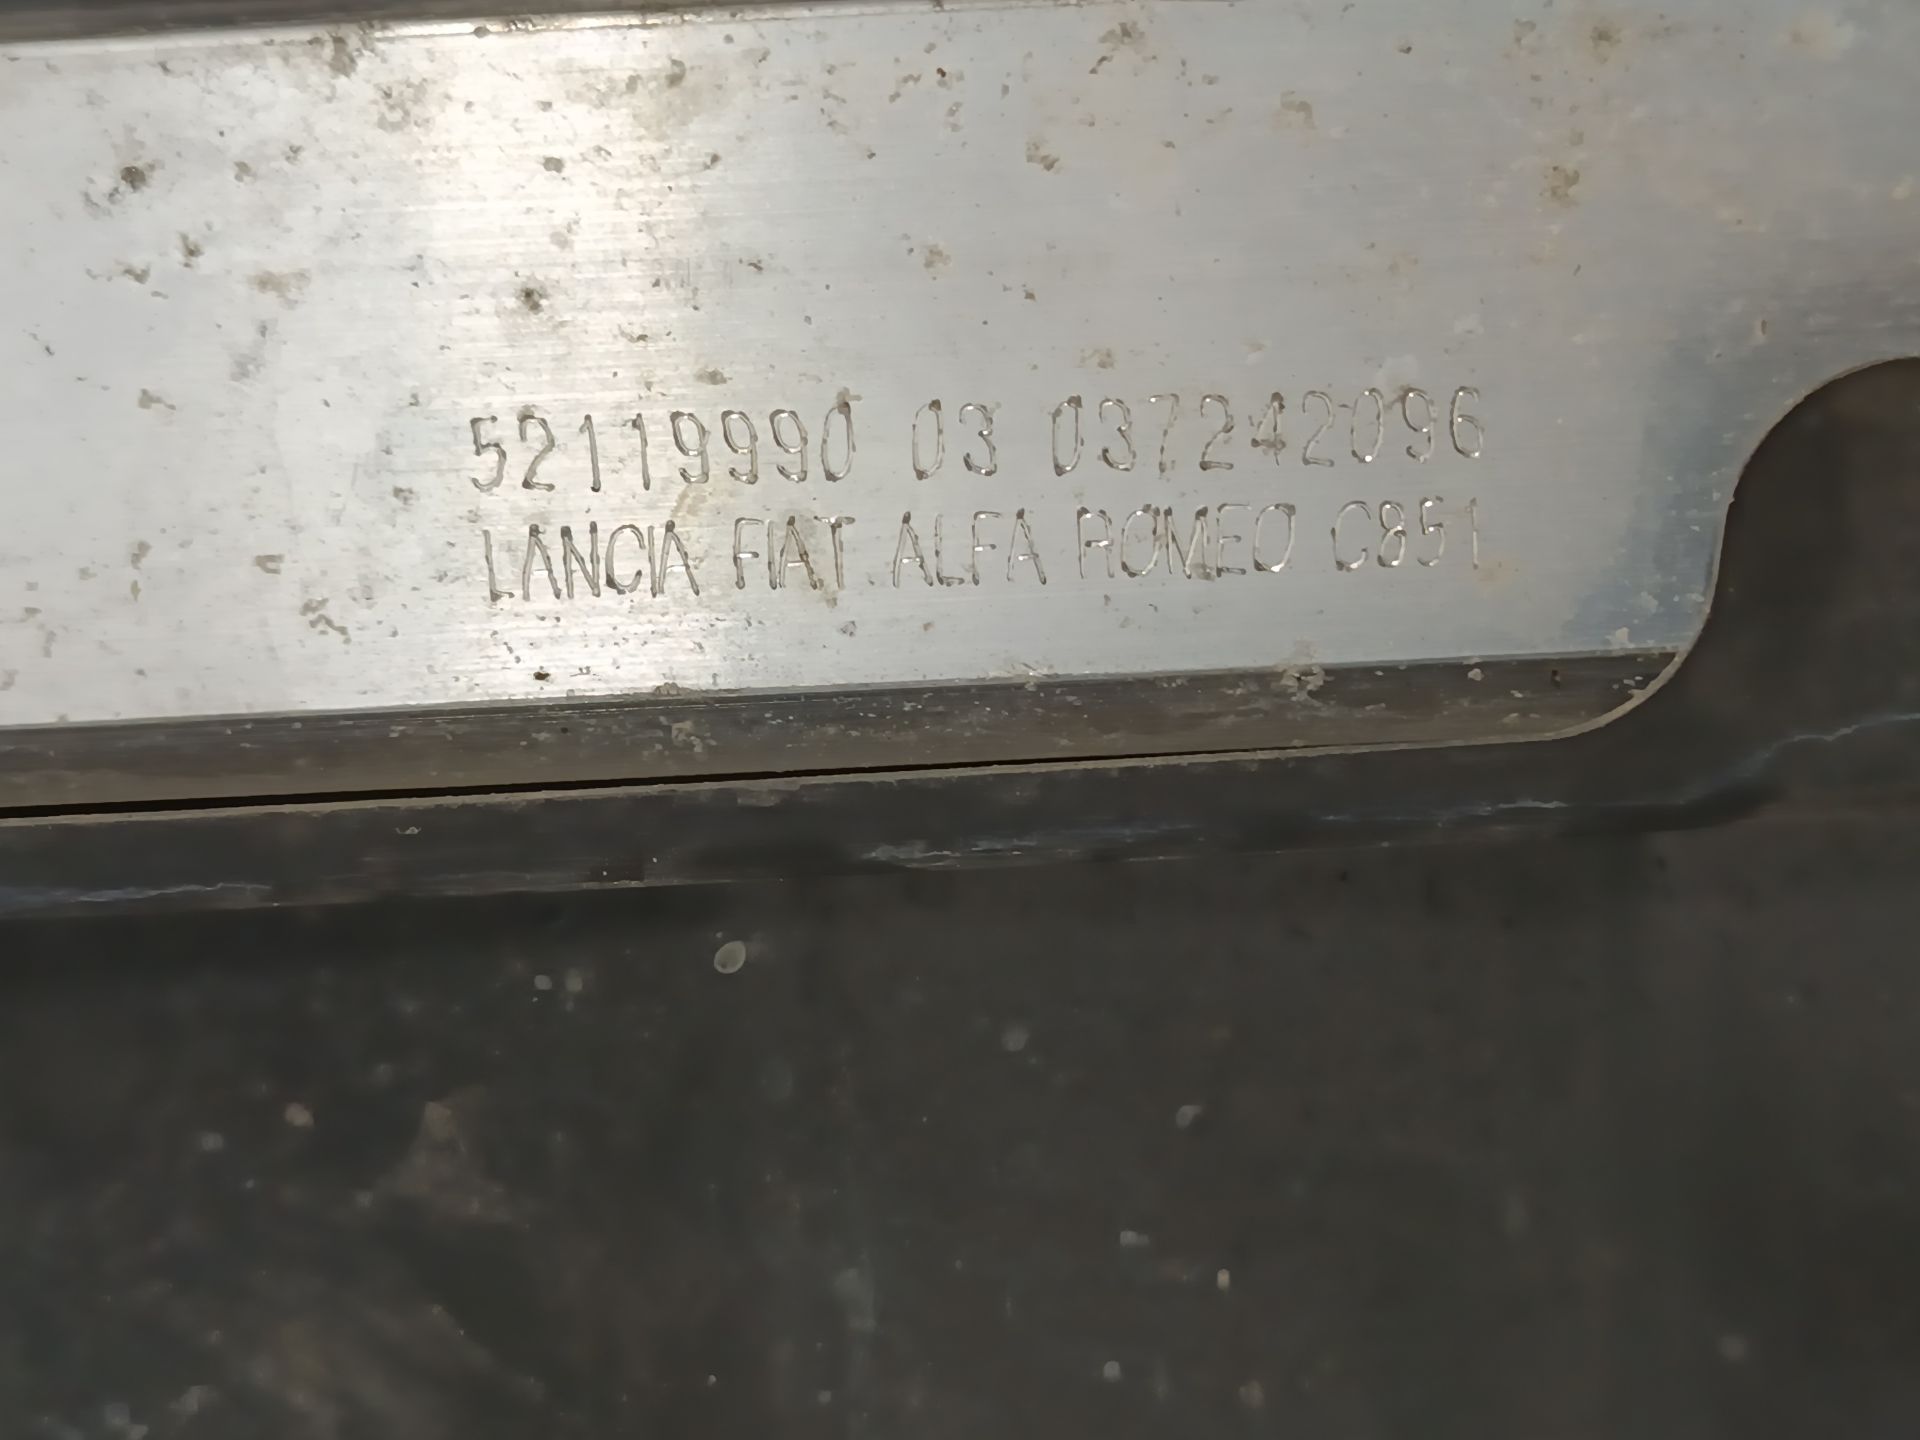 52119990 03 037242096
LANCIA FIAT ALFA ROMEO C851